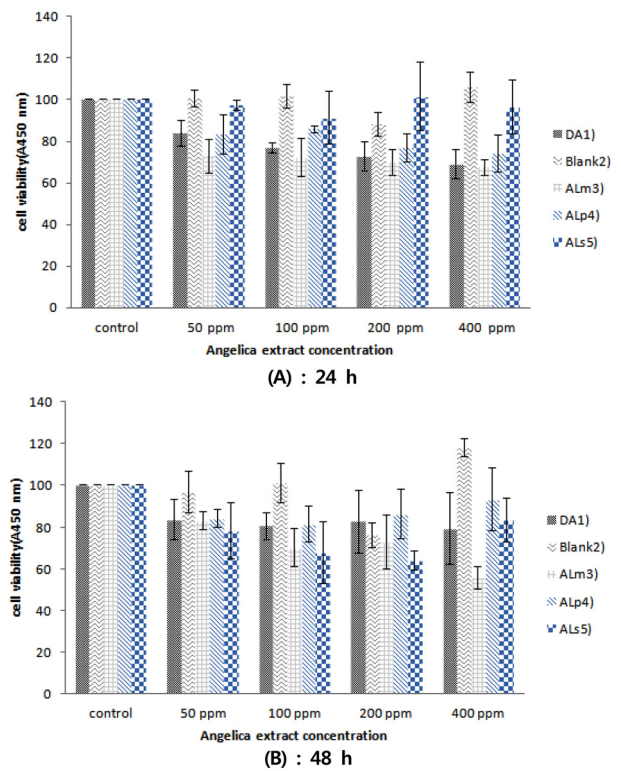 140
120
100
80
60
40
20
0
cell viability(A450 nm)
control 50 ppm 100 ppm 200 ppm 400 ppm
Angelica extract concentration
DA1)
Blank2)
ALm3)
ALp4)
ALs5)
(A) : 24 h
140
120
100
80
60
40
20
0
cell viability(A450 nm)
control 50 ppm 100 ppm 200 ppm 400 ppm
Angelica extract concentration
DA1)
Blank2)
ALm3)
ALp4)
ALs5)
(B) : 48 h